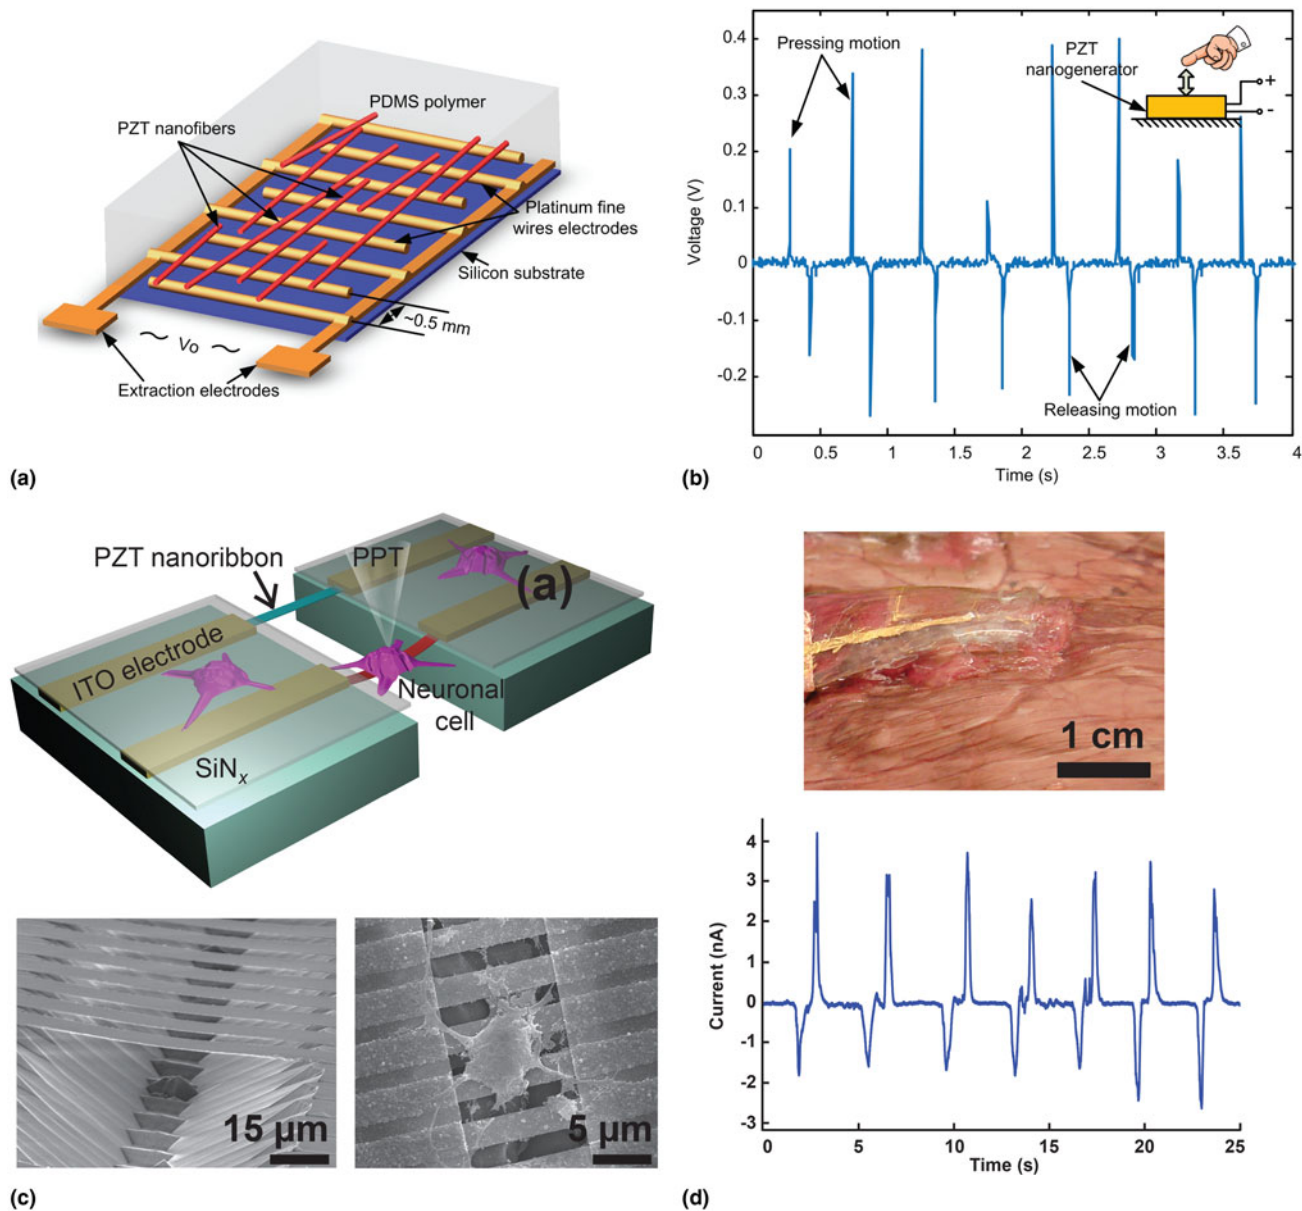 PDMS polymer
PZT nanofibers
Platinum fine
wires electrodes
Silicon substrate
~0.5 mm
~ Vo ~
Extraction electrodes
(a)
0.4
0.3
0.2
0.1
0
-0.1
-0.2
Voltage (V)
Pressing motion
PZT
nanogenerator
+
-
Releasing motion
0
0.5
1
1.5
2
2.5
3
3.5
4
Time (s)
(b)
PZT nanoribbon
PPT
(a)
ITO electrode
Neuronal
cell
SiNx
15 µm
5 µm
(c)
1 cm
4
3
2
1
0
-1
-2
-3
Current (nA)
0
5
10
15
20
25
Time (s)
(d)